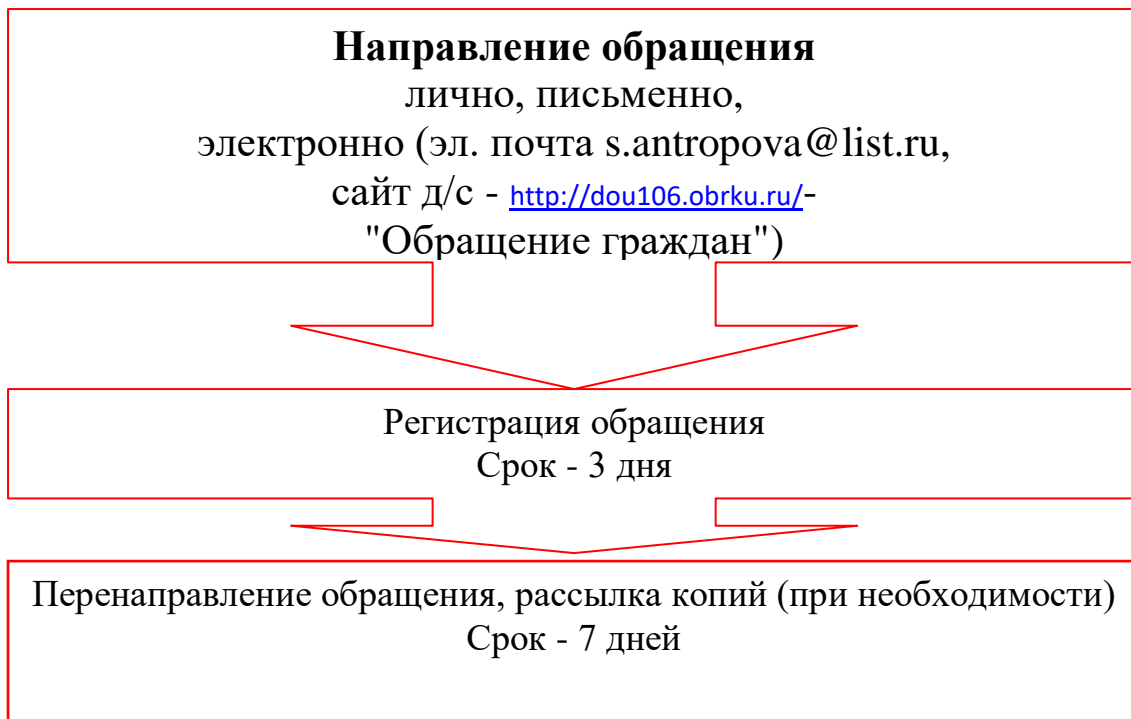 Направление обращения
лично, письменно,
электронно (эл. почта s.antropova@list.ru,
сайт д/с - http://dou106.obrku.ru/-
"Обращение граждан")
Регистрация обращения
Срок - 3 дня
Перенаправление обращения, рассылка копий (при необходимости)
Срок - 7 дней